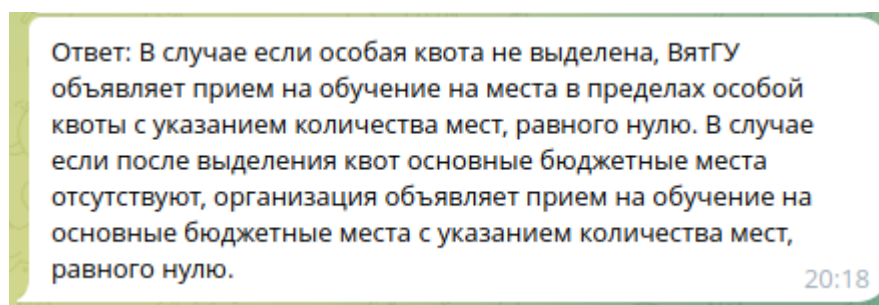 Ответ: В случае если особая квота не выделена, ВятГУ
объявляет прием на обучение на места в пределах особой
квоты с указанием количества мест, равного нулю. В случае
если после выделения квот основные бюджетные места
отсутствуют, организация объявляет прием на обучение на
основные бюджетные места с указанием количества мест,
равного нулю.
20:18